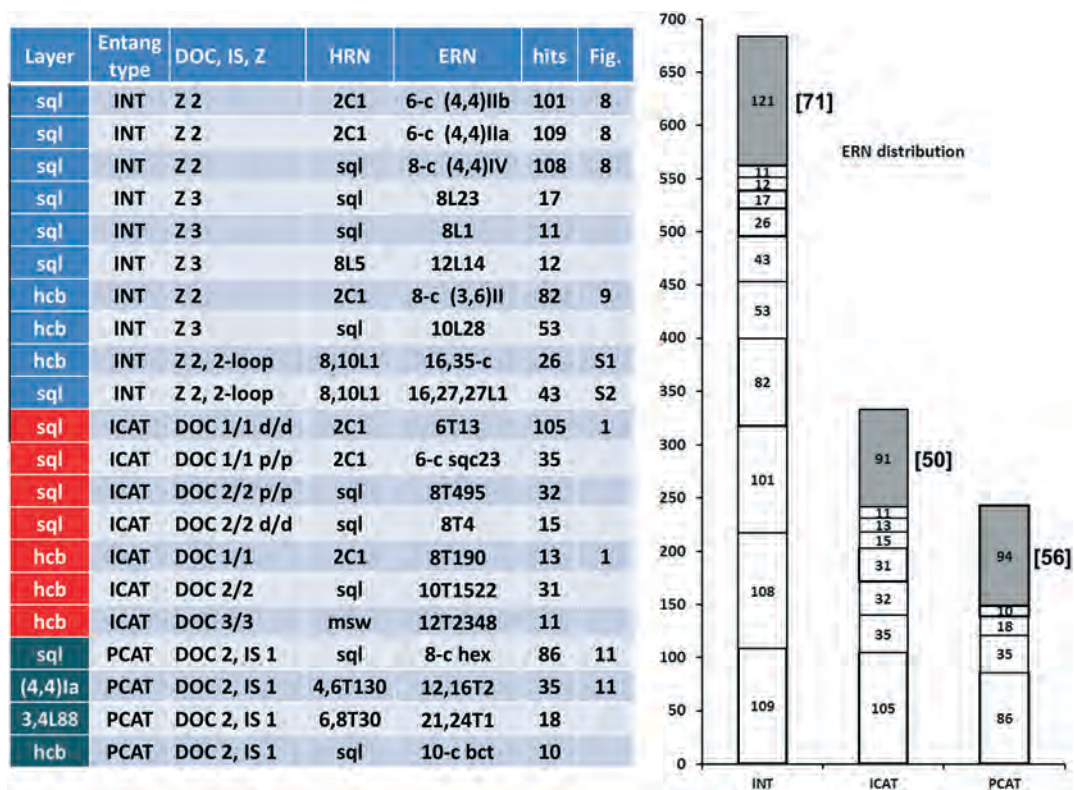 Layer Entang type DOC, IS, Z HRN ERN hits Fig.
sql INT Z 2 2C1 6-c (4,4)IIb 101 8
sql INT Z 2 2C1 6-c (4,4)IIa 109 8
sql INT Z 2 sql 8-c (4,4)IV 108 8
sql INT Z 3 sql 8L23 17
sql INT Z 3 sql 8L1 11
sql INT Z 3 8L5 12L14 12
hcb INT Z 2 2C1 8-c (3,6)II 82 9
hcb INT Z 3 sql 10L28 53
hcb INT Z 2, 2-loop 8,10L1 16,35-c 26 S1
sql INT Z 2, 2-loop 8,10L1 16,27,27L1 43 S2
sql ICAT DOC 1/1 d/d 2C1 6T13 105 1
sql ICAT DOC 1/1 p/p 2C1 6-c sqc23 35
sql ICAT DOC 2/2 p/p sql 8T495 32
sql ICAT DOC 2/2 d/d sql 8T4 15
hcb ICAT DOC 1/1 2C1 8T190 13 1
hcb ICAT DOC 2/2 sql 10T1522 31
hcb ICAT DOC 3/3 msw 12T2348 11
sql PCAT DOC 2, IS 1 sql 8-c hex 86 11
(4,4)Ia PCAT DOC 2, IS 1 4,6T130 12,16T2 35 11
3,4L88 PCAT DOC 2, IS 1 6,8T30 21,24T1 18
hcb PCAT DOC 2, IS 1 sql 10-c bct 10
ERN distribution
700
650
600
550
500
450
400
350
300
250
200
150
100
50
0
121 [71]
11
12
17
26
43
53
82
101
108
109
INT
91 [50]
11
13
15
31
32
35
105
ICAT
94 [56]
10
18
35
86
PCAT